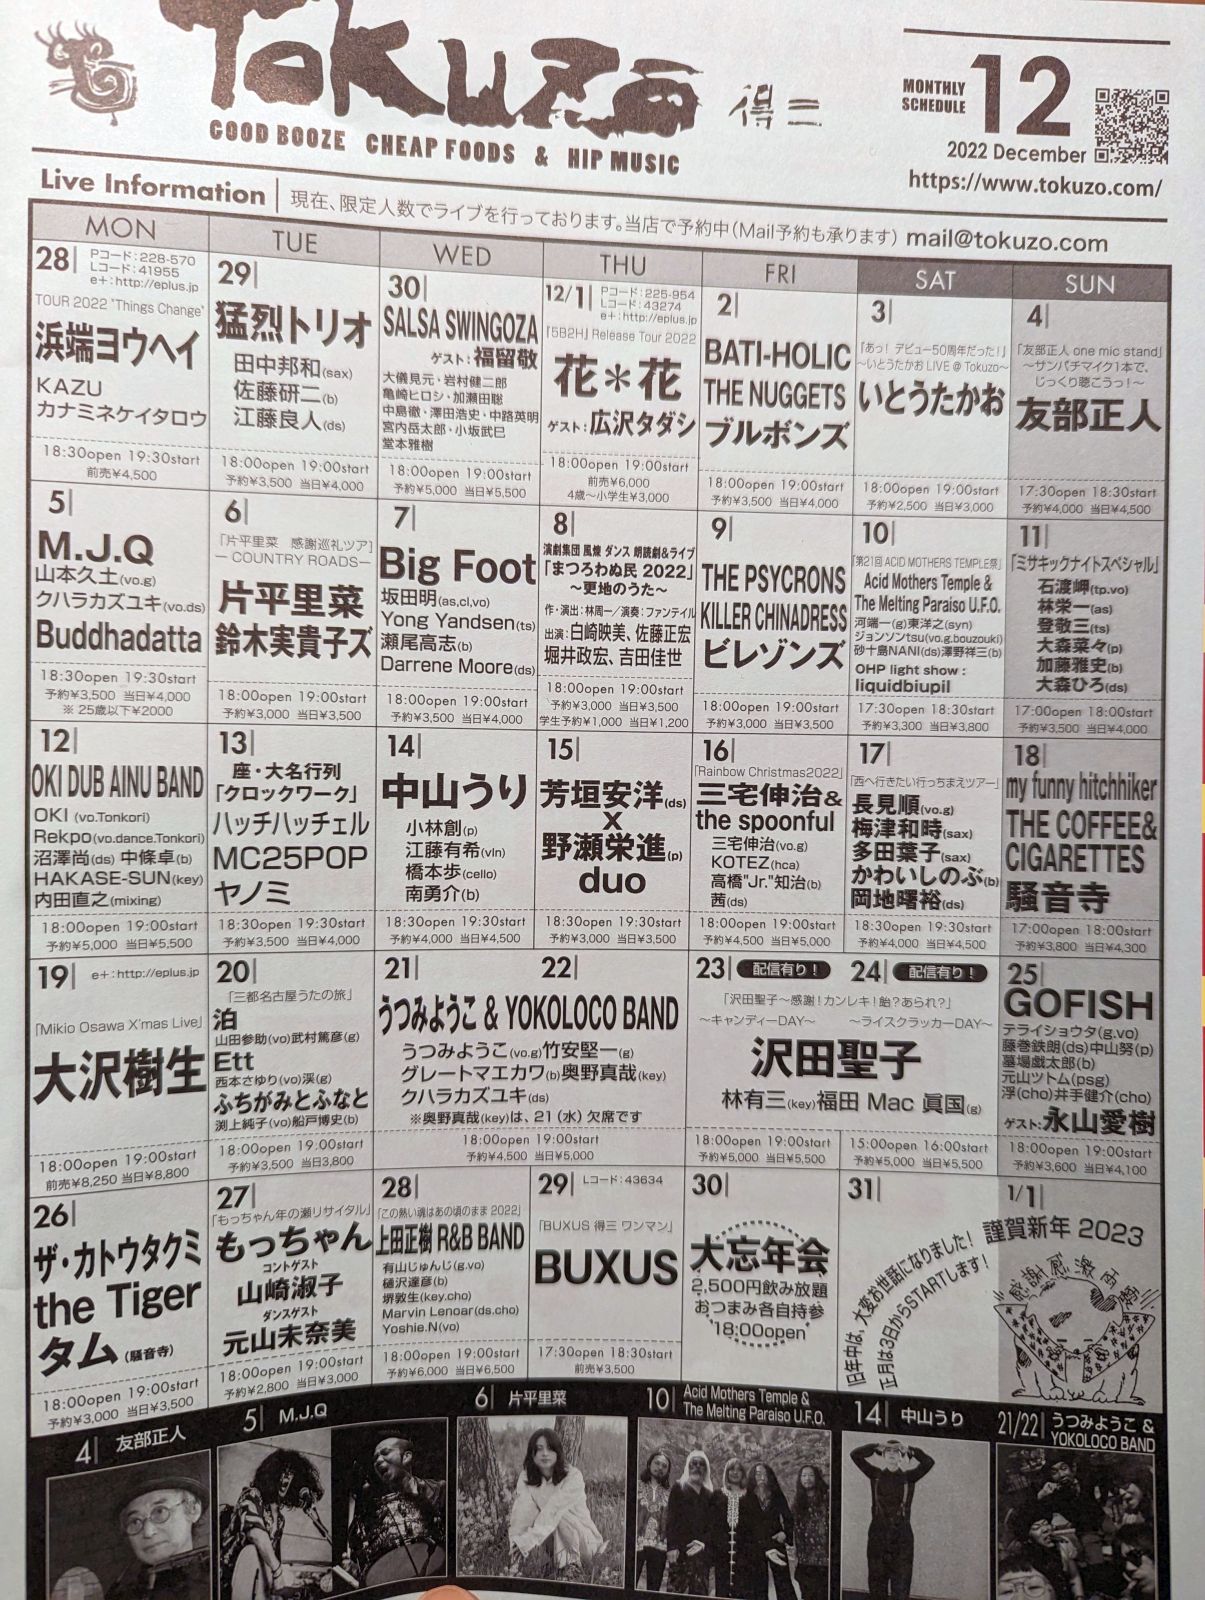 ToKuzo 得三
GOOD BOOZE CHEAP FOODS & HIP MUSIC
MONTHLY SCHEDULE 12
2022 December
https://www.tokuzo.com/
Live Information 現在、限定人数でライブを行っております。当店で予約中(Mail予約も承ります) mail@tokuzo.com
MON TUE WED THU FRI SAT SUN
28
Pコード:228-570
Lコード:41955
e+:http://eplus.jp
TOUR 2022 "Things Change"
浜端ヨウヘイ
KAZU
カナミネケイタロウ
18:30open 19:30start
前売¥4,500
29
猛烈トリオ
田中邦和(sax)
佐藤研二(b)
江藤良人(ds)
18:00open 19:00start
予約¥3,500 当日¥4,000
30
SALSA SWINGOZA
ゲスト:福留敬
大儀見元・岩村健二郎
亀崎ヒロシ・加瀬田聡
中島徹・澤田浩史・中路英明
宮内岳太郎・小坂武巳
堂本雅樹
18:00open 19:00start
予約¥5,000 当日¥5,500
12/1
Pコード:225-954
Lコード:43274
e+:http://eplus.jp
「5B2H」Release Tour 2022
花＊花
ゲスト:広沢タダシ
18:00open 19:00start
前売¥6,000
4歳〜小学生¥3,000
2
BATI-HOLIC
THE NUGGETS
ブルボンズ
18:00open 19:00start
予約¥3,500 当日¥4,000
3
「あっ! デビュー50周年だった!」
〜いとうたかお LIVE @ Tokuzo〜
いとうたかお
18:00open 19:00start
予約¥2,500 当日¥3,000
4
「友部正人 one mic stand」
〜サンパチマイク1本で、
じっくり聴こうっ!〜
友部正人
17:30open 18:30start
予約¥4,000 当日¥4,500
5
M.J.Q
山本久土(vo.g)
クハラカズユキ(vo.ds)
Buddhadatta
18:30open 19:30start
予約¥3,500 当日¥4,000
※ 25歳以下¥2000
6
「片平里菜 感謝巡礼ツア」
ー COUNTRY ROADSー
片平里菜
鈴木実貴子ズ
18:00open 19:00start
予約¥3,000 当日¥3,500
7
Big Foot
坂田明(as,cl,vo)
Yong Yandsen(ts)
瀬尾高志(b)
Darrene Moore(ds)
18:00open 19:00start
予約¥3,500 当日¥4,000
8
演劇集団 風煉 ダンス 朗読劇&ライブ
「まつろわぬ民 2022」
〜更地のうた〜
作・演出:林周一/演奏:ファンテイル
出演:白崎映美、佐藤正宏
堀井政宏、吉田佳世
18:00open 19:00start
予約¥3,000 当日¥3,500
学生予約¥1,000 当日¥1,200
9
THE PSYCRONS
KILLER CHINADRESS
ビレゾンズ
18:00open 19:00start
予約¥3,000 当日¥3,500
10
「第21回 ACID MOTHERS TEMPLE祭」
Acid Mothers Temple &
The Melting Paraiso U.F.O.
河端一(g)東洋之(syn)
ジョンソンtsu(vo.g.bouzouki)
砂十島NANI(ds)澤野祥三(b)
OHP light show :
liquidbiupil
17:30open 18:30start
予約¥3,300 当日¥3,800
11
「ミサキックナイトスペシャル」
石渡岬(tp.vo)
林栄一(as)
登敬三(ts)
大森菜々(p)
加藤雅史(b)
大森ひろ(ds)
17:00open 18:00start
予約¥3,500 当日¥4,000
12
OKI DUB AINU BAND
OKI (vo.Tonkori)
Rekpo(vo.dance.Tonkori)
沼澤尚(ds) 中條卓(b)
HAKASE-SUN(key)
内田直之(mixing)
18:00open 19:00start
予約¥5,000 当日¥5,500
13
座・大名行列
「クロックワーク」
ハッチハッチェル
MC25POP
ヤノミ
18:30open 19:30start
予約¥3,500 当日¥4,000
14
中山うり
小林創(p)
江藤有希(vln)
橋本歩(cello)
南勇介(b)
18:30open 19:30start
予約¥4,000 当日¥4,500
15
芳垣安洋(ds)
X
野瀬栄進(p)
duo
18:30open 19:30start
予約¥3,000 当日¥3,500
16
「Rainbow Christmas2022」
三宅伸治&
the spoonful
三宅伸治(vo.g)
KOTEZ(hca)
高橋"Jr."知治(b)
茜(ds)
18:00open 19:00start
予約¥4,500 当日¥5,000
17
「西へ行きたい行っちまえツアー」
長見順(vo.g)
梅津和時(sax)
多田葉子(sax)
かわいしのぶ(b)
岡地曙裕(ds)
18:30open 19:30start
予約¥4,000 当日¥4,500
18
my funny hitchhiker
THE COFFEE&
CIGARETTES
騒音寺
17:00open 18:00start
予約¥3,800 当日¥4,300
19
e+:http://eplus.jp
「Mikio Osawa X'mas Live」
大沢樹生
18:00open 19:00start
前売¥8,250 当日¥8,800
20
「三都名古屋うたの旅」
泊
山田参助(vo)武村篤彦(g)
Ett
西本さゆり(vo)渓(g)
ふちがみとふなと
渕上純子(vo)船戸博史(b)
18:00open 19:00start
予約¥3,500 当日3,800
21 22
うつみようこ & YOKOLOCO BAND
うつみようこ(vo.g)竹安堅一(g)
グレートマエカワ(b)奥野真哉(key)
クハラカズユキ(ds)
※奥野真哉(key)は、21(水) 欠席です
18:00open 19:00start
予約¥4,500 当日¥5,000
23 配信有り! 24 配信有り!
「沢田聖子〜感謝!カンレキ!飴?あられ?」
〜キャンディーDAY〜 〜ライスクラッカーDAY〜
沢田聖子
林有三(key)福田 Mac 眞国(g)
18:00open 19:00start
予約¥5,000 当日¥5,500
15:00open 16:00start
予約¥5,000 当日¥5,500
25
GOFISH
テライショウタ(g.vo)
藤巻鉄朗(ds)中山努(p)
墓場戯太郎(b)
元山ツトム(psg)
浮(cho)井手健介(cho)
ゲスト:永山愛樹
18:00open 19:00start
予約¥3,600 当日¥4,100
26
ザ・カトウタクミ
the Tiger
タム(騒音寺)
18:00open 19:00start
予約¥3,000 当日¥3,500
27
「もっちゃん年の瀬リサイタル」
もっちゃん
コントゲスト
山崎淑子
ダンスゲスト
元山未奈美
18:00open 19:00start
予約¥2,800 当日¥3,000
28
「この熱い魂はあの頃のまま 2022」
上田正樹 R&B BAND
有山じゅんじ(g.vo)
樋沢達彦(b)
堺敦生(key.cho)
Marvin Lenoar(ds.cho)
Yoshie.N(vo)
18:00open 19:00start
予約¥6,000 当日¥6,500
29
Lコード:43634
「BUXUS 得三 ワンマン」
BUXUS
17:30open 18:30start
前売¥3,500
30
大忘年会
2,500円飲み放題
おつまみ各自持参
18:00open
31
旧年中は、大変お世話になりました!
正月は3日からSTARTします!
1/1
謹賀新年 2023
4 友部正人
5 M.J.Q
6 片平里菜
10 Acid Mothers Temple &
The Melting Paraiso U.F.O.
14 中山うり
21/22 うつみようこ &
YOKOLOCO BAND